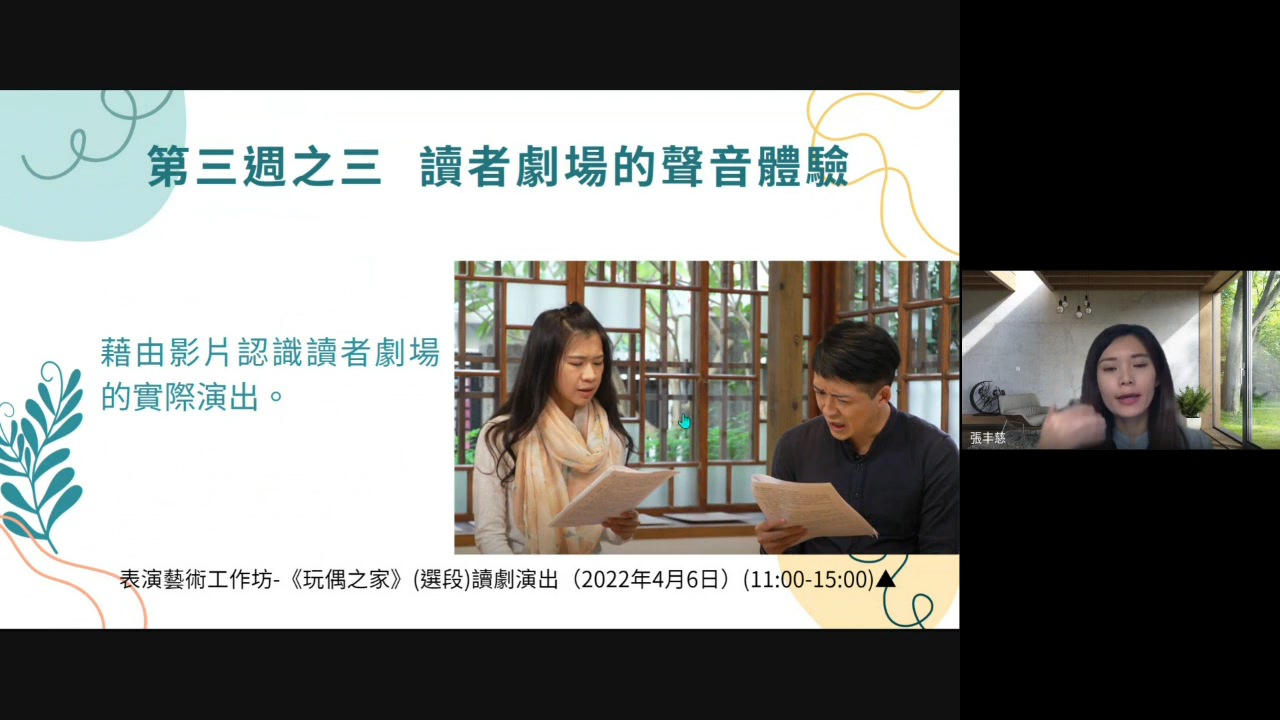 第三週之三 讀者劇場的聲音體驗
藉由影片認識讀者劇場
的實際演出。
張丰慈
表演藝術工作坊-《玩偶之家》(選段)讀劇演出（2022年4月6日）(11:00-15:00)▲